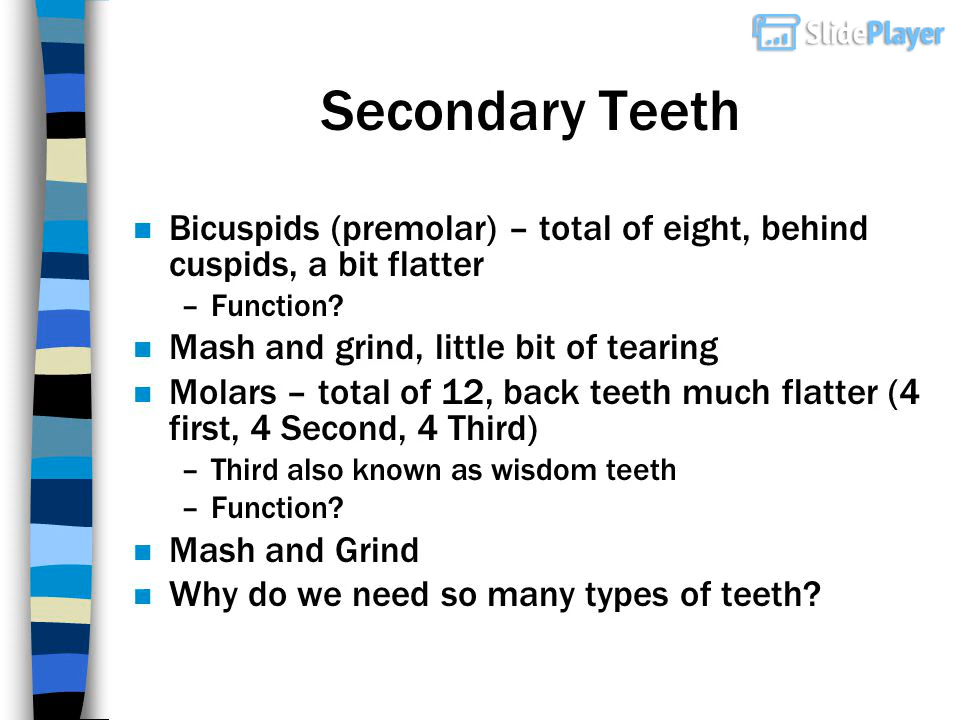 SlidePlayer
Secondary Teeth
■ Bicuspids (premolar) – total of eight, behind
cuspids, a bit flatter
– Function?
■ Mash and grind, little bit of tearing
■ Molars – total of 12, back teeth much flatter (4
first, 4 Second, 4 Third)
– Third also known as wisdom teeth
– Function?
■ Mash and Grind
■ Why do we need so many types of teeth?